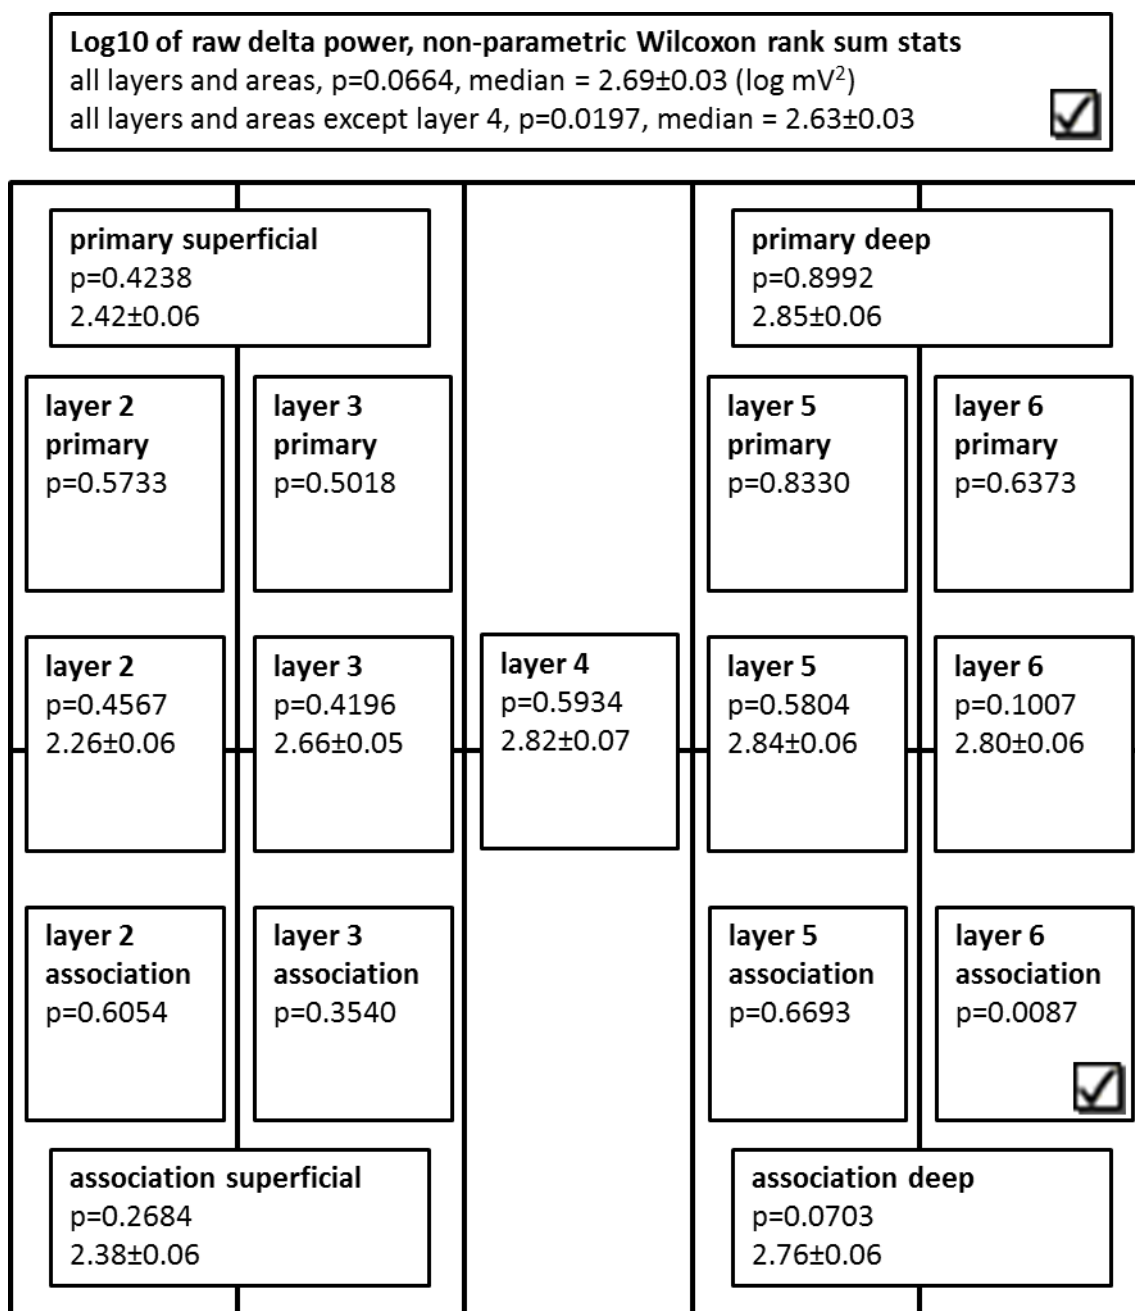 Log10 of raw delta power, non-parametric Wilcoxon rank sum stats
all layers and areas, p=0.0664, median = 2.69±0.03 (log mV²)
all layers and areas except layer 4, p=0.0197, median = 2.63±0.03
primary superficial
p=0.4238
2.42±0.06
primary deep
p=0.8992
2.85±0.06
layer 2
primary
p=0.5733
layer 3
primary
p=0.5018
layer 5
primary
p=0.8330
layer 6
primary
p=0.6373
layer 2
p=0.4567
2.26±0.06
layer 3
p=0.4196
2.66±0.05
layer 4
p=0.5934
2.82±0.07
layer 5
p=0.5804
2.84±0.06
layer 6
p=0.1007
2.80±0.06
layer 2
association
p=0.6054
layer 3
association
p=0.3540
layer 5
association
p=0.6693
layer 6
association
p=0.0087
association superficial
p=0.2684
2.38±0.06
association deep
p=0.0703
2.76±0.06